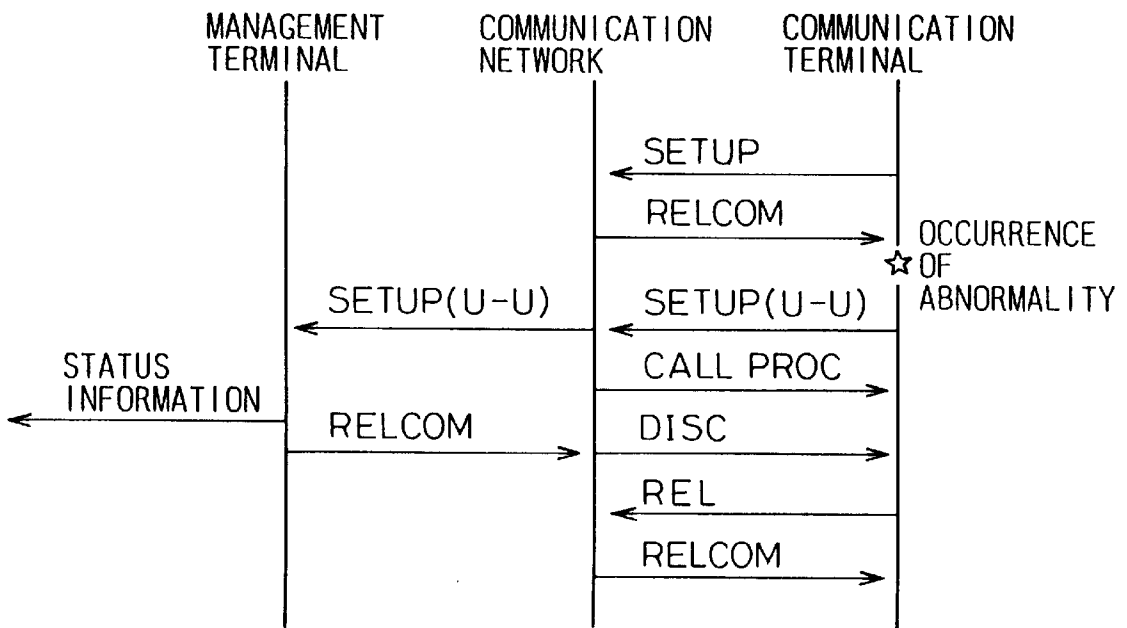 MANAGEMENT
TERMINAL
COMMUNICATION
NETWORK
COMMUNICATION
TERMINAL
SETUP
RELCOM
OCCURRENCE
OF
ABNORMALITY
SETUP(U-U)
SETUP(U-U)
CALL PROC
STATUS
INFORMATION
RELCOM
DISC
REL
RELCOM